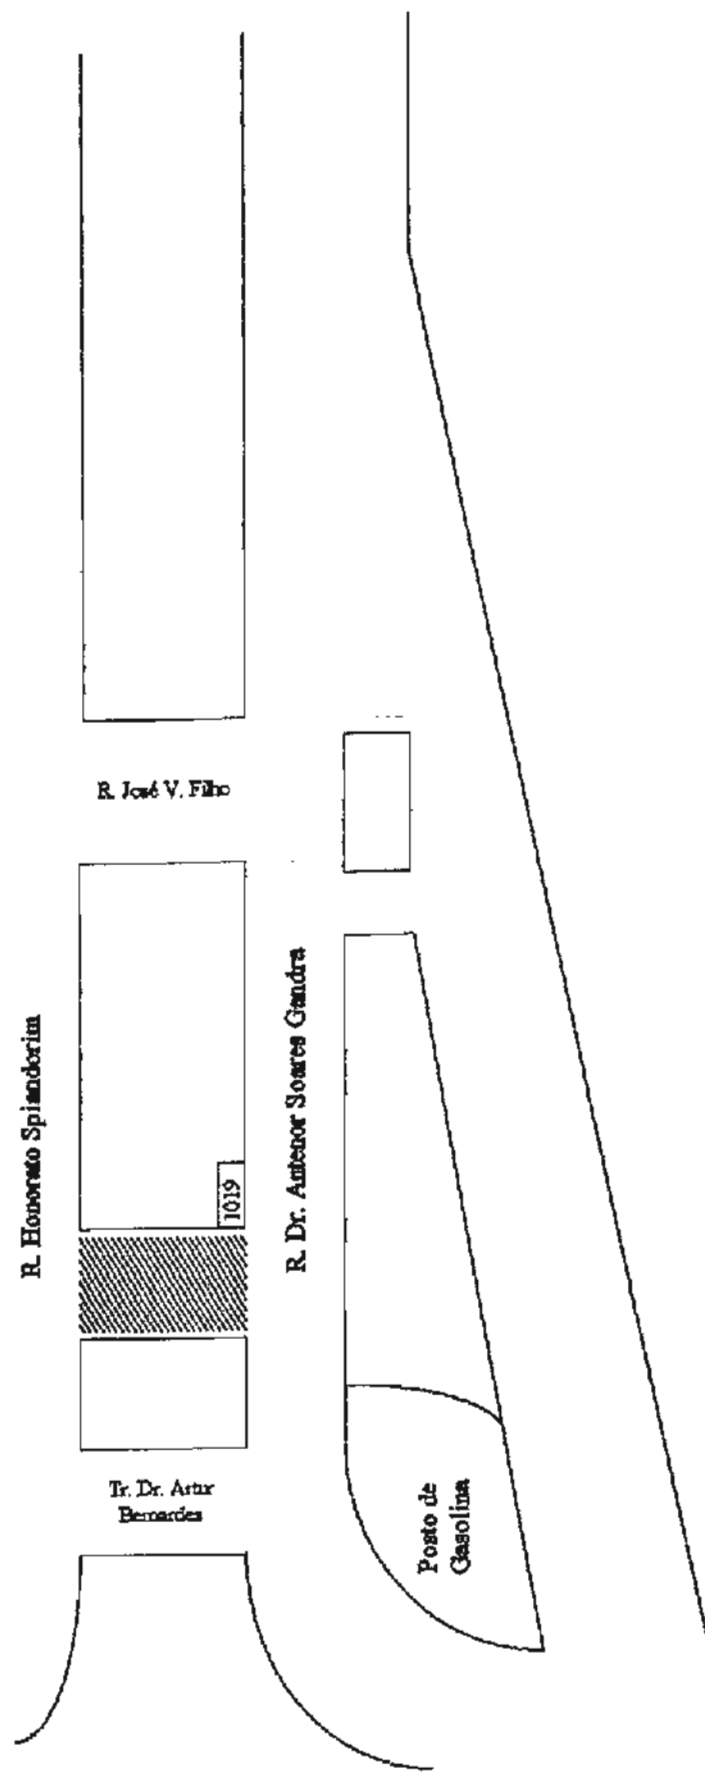 R. José V. Filho
R. Honorato Spiandorim
R. Dr. Antenor Soares Gandra
1019
Tr. Dr. Artur
Bernardes
Posto de
Gasolina